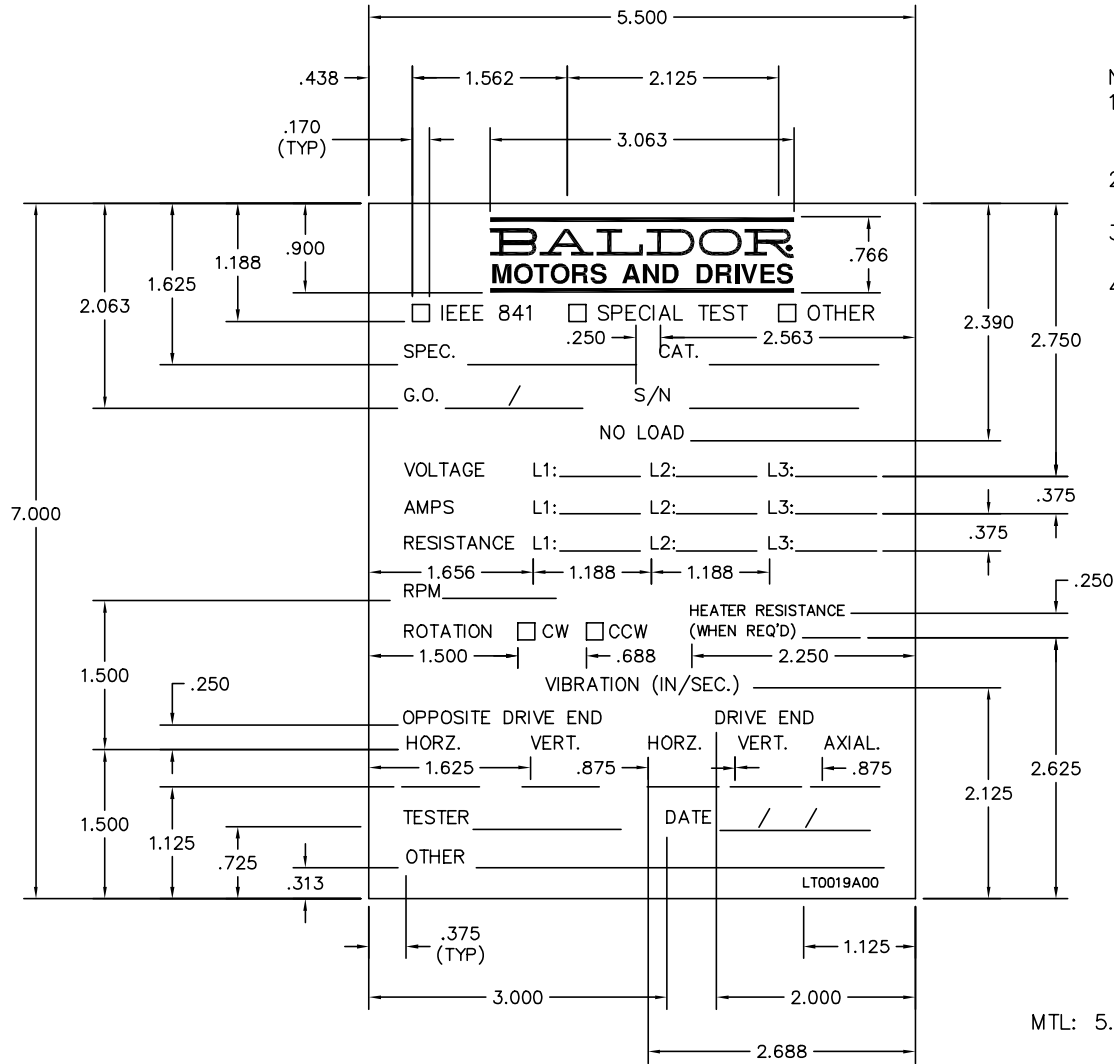 5.500
.438 1.562 2.125
.170
(TYP)
3.063
N
1
2
3
4
BALDOR
MOTORS AND DRIVES
.900 .766
1.188
1.625
2.063
IEEE 841 SPECIAL TEST OTHER
2.390
2.750
.250 2.563
SPEC. CAT.
G.O. / S/N
NO LOAD
VOLTAGE L1: L2: L3:
.375
AMPS L1: L2: L3:
7.000
.375
RESISTANCE L1: L2: L3:
1.656 1.188 1.188
.250
RPM
HEATER RESISTANCE
ROTATION CW CCW (WHEN REQ'D)
1.500 .688 2.250
1.500
.250
VIBRATION (IN/SEC.)
OPPOSITE DRIVE END DRIVE END
HORZ. VERT. HORZ. VERT. AXIAL.
1.625 .875 .875
2.625
2.125
1.500
1.125
.725
.313
TESTER DATE / /
OTHER
LT0019A00
.375
(TYP)
1.125
3.000 2.000
MTL: 5.
2.688